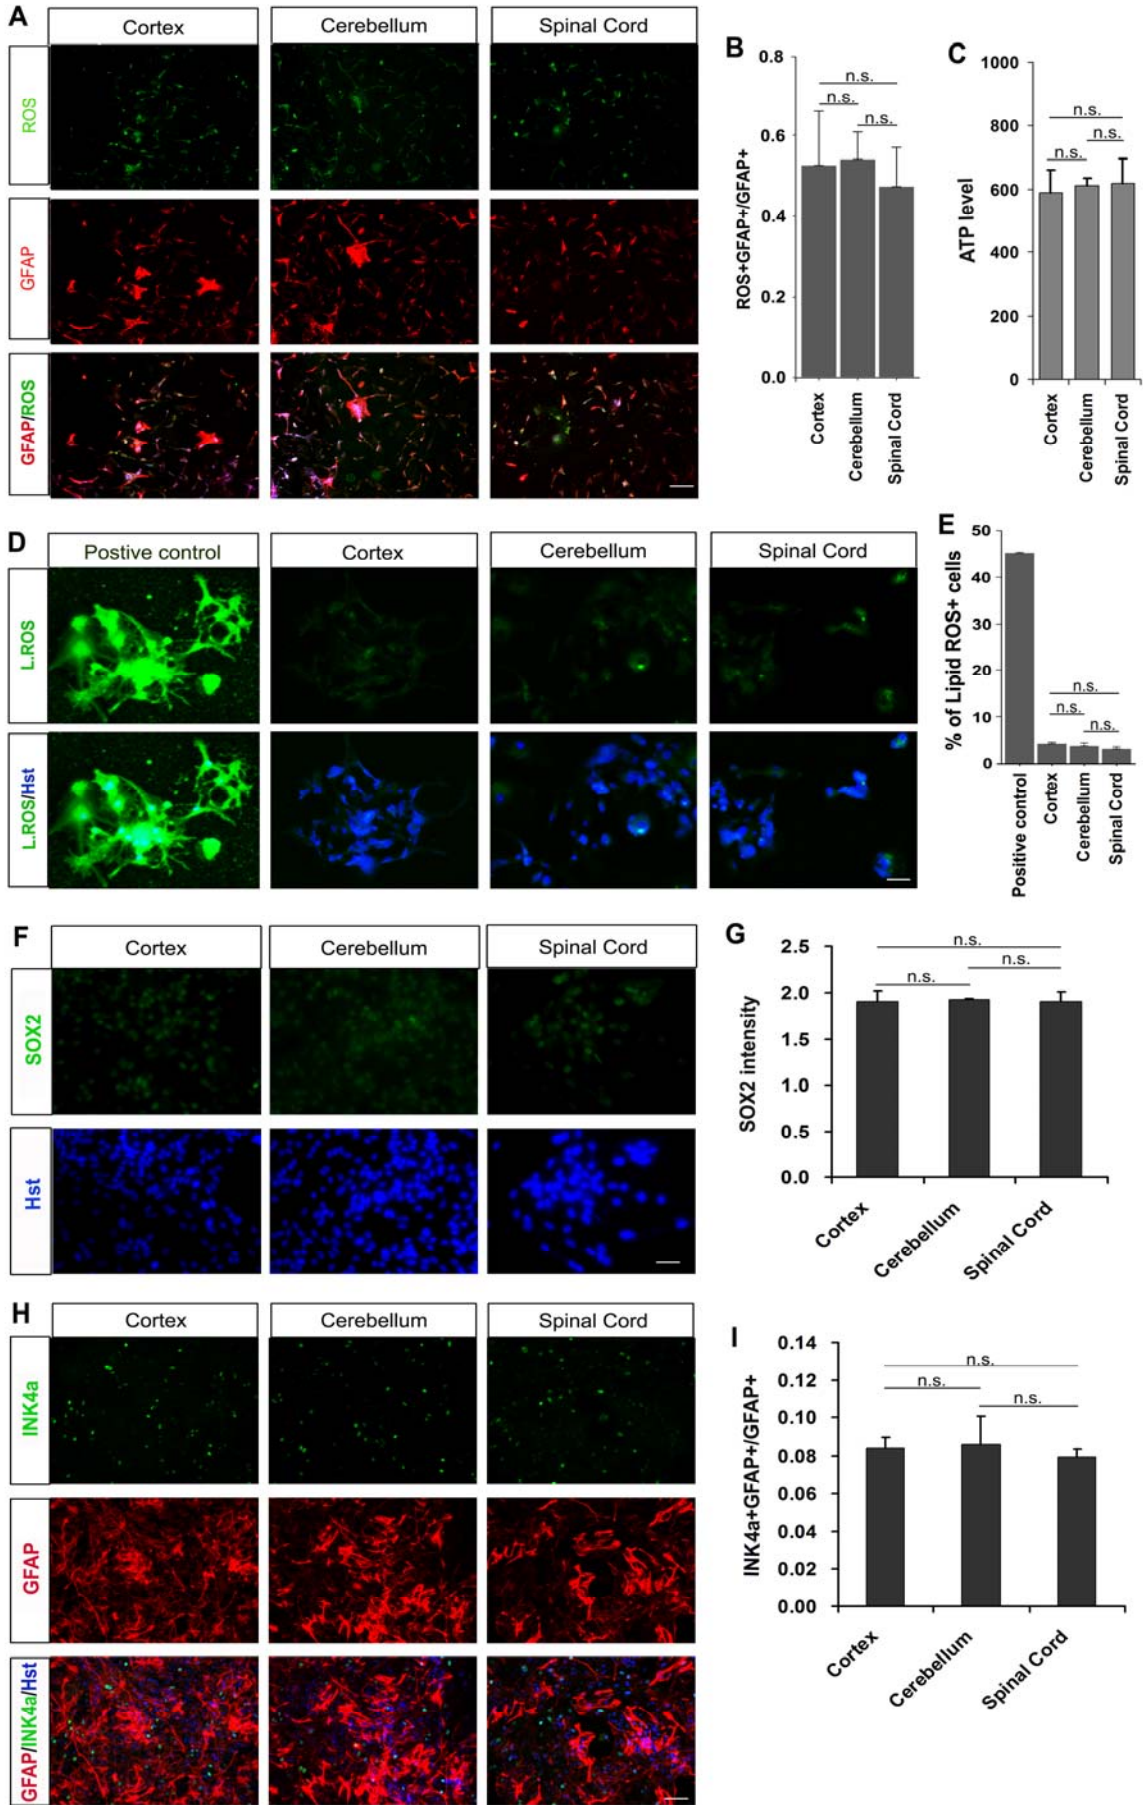 A
Cortex
Cerebellum
Spinal Cord
ROS
GFAP
GFAP/ROS
B
0.8
0.6
0.4
0.2
0.0
ROS+GFAP+/GFAP+
n.s.
n.s.
n.s.
Cortex
Cerebellum
Spinal Cord
C
1000
800
600
400
200
0
ATP level
n.s.
n.s.
n.s.
Cortex
Cerebellum
Spinal Cord
D
Postive control
Cortex
Cerebellum
Spinal Cord
L.ROS
L.ROS/Hst
E
50
40
30
20
10
0
% of Lipid ROS+ cells
n.s.
n.s.
n.s.
Positive control
Cortex
Cerebellum
Spinal Cord
F
Cortex
Cerebellum
Spinal Cord
SOX2
Hst
G
2.5
2.0
1.5
1.0
0.5
0.0
SOX2 intensity
n.s.
n.s.
n.s.
Cortex
Cerebellum
Spinal Cord
H
Cortex
Cerebellum
Spinal Cord
INK4a
GFAP
GFAP/INK4a/Hst
I
0.14
0.12
0.10
0.08
0.06
0.04
0.02
0.00
INK4a+GFAP+/GFAP+
n.s.
n.s.
n.s.
Cortex
Cerebellum
Spinal Cord